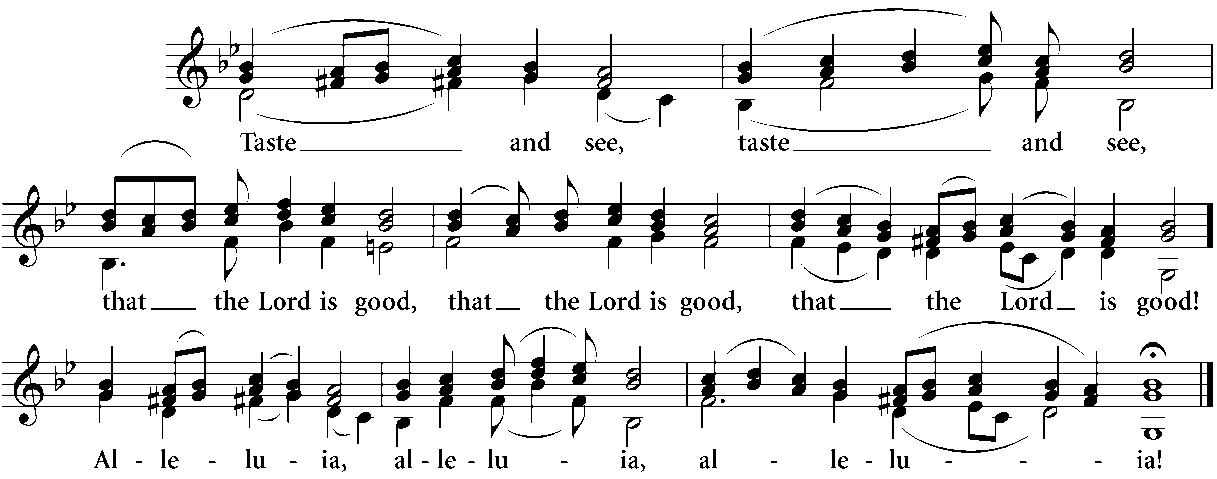 Taste and see, taste and see,
that the Lord is good, that the Lord is good, that the Lord is good!
Al - le - lu - ia, al - le - lu - ia, al - le - lu - - - ia!